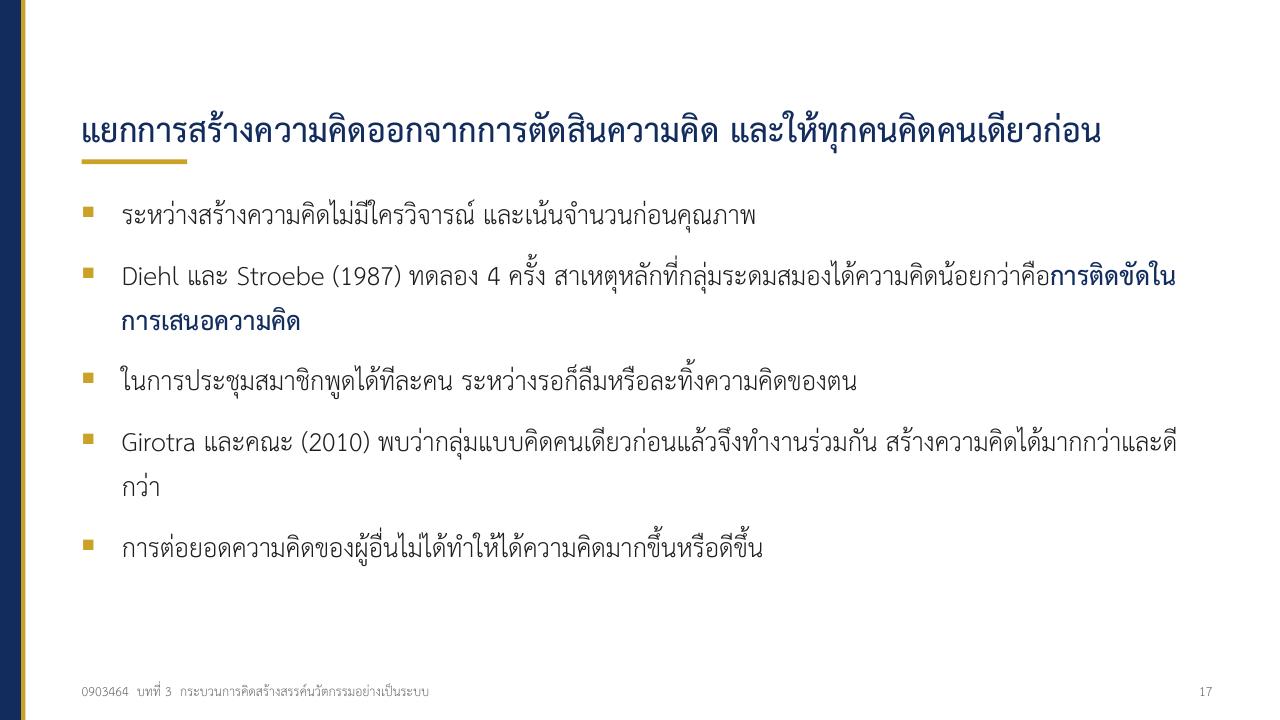 แยกการสร้างความคิดออกจากการตัดสินความคิด และให้ทุกคนคิดคนเดียวก่อน
▪ ระหว่างสร้างความคิดไม่มีใครวิจารณ์ และเน้นจำนวนก่อนคุณภาพ
▪ Diehl และ Stroebe (1987) ทดลอง 4 ครั้ง สาเหตุหลักที่กลุ่มระดมสมองได้ความคิดน้อยกว่าคือการติดขัดใน
การเสนอความคิด
▪ ในการประชุมสมาชิกพูดได้ทีละคน ระหว่างรอก็ลืมหรือละทิ้งความคิดของตน
▪ Girotra และคณะ (2010) พบว่ากลุ่มแบบคิดคนเดียวก่อนแล้วจึงทำงานร่วมกัน สร้างความคิดได้มากกว่าและดี
กว่า
▪ การต่อยอดความคิดของผู้อื่นไม่ได้ทำให้ได้ความคิดมากขึ้นหรือดีขึ้น
0903464 บทที่ 3 กระบวนการคิดสร้างสรรค์นวัตกรรมอย่างเป็นระบบ
17